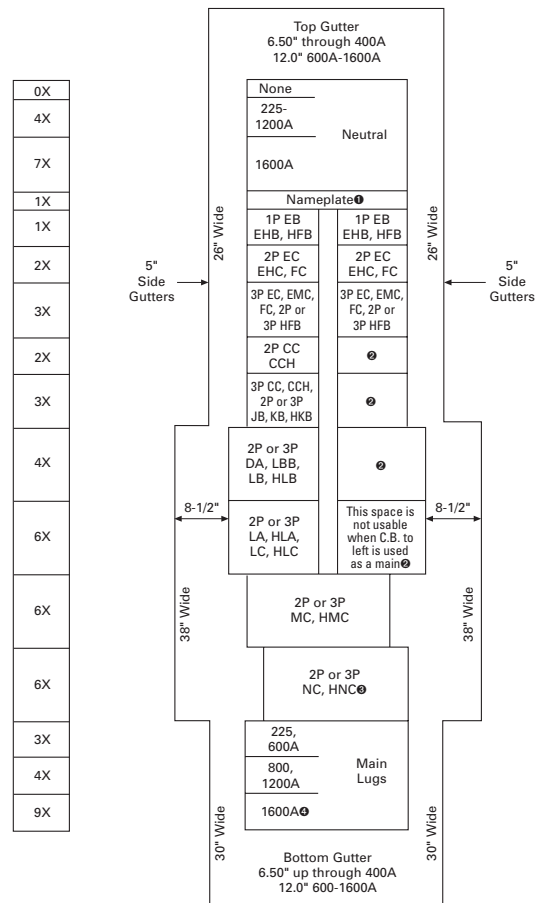 Top Gutter
6.50" through 400A
12.0" 600A-1600A
0X
4X
7X
1X
1X
2X
3X
2X
3X
4X
6X
6X
6X
3X
4X
9X
None
225-
1200A
1600A
Neutral
Nameplate❶
26" Wide
26" Wide
1P EB
EHB, HFB
1P EB
EHB, HFB
2P EC
EHC, FC
2P EC
EHC, FC
5"
Side
Gutters
5"
Side
Gutters
3P EC, EMC,
FC, 2P or
3P HFB
3P EC, EMC,
FC, 2P or
3P HFB
2P CC
CCH
❷
3P CC, CCH,
2P or 3P
JB, KB, HKB
❷
2P or 3P
DA, LBB,
LB, HLB
❷
8-1/2"
8-1/2"
2P or 3P
LA, HLA,
LC, HLC
This space is
not usable
when C.B. to
left is used
as a main❷
38" Wide
38" Wide
2P or 3P
MC, HMC
2P or 3P
NC, HNC❸
225,
600A
800,
1200A
1600A❹
Main
Lugs
30" Wide
30" Wide
Bottom Gutter
6.50" up through 400A
12.0" 600-1600A